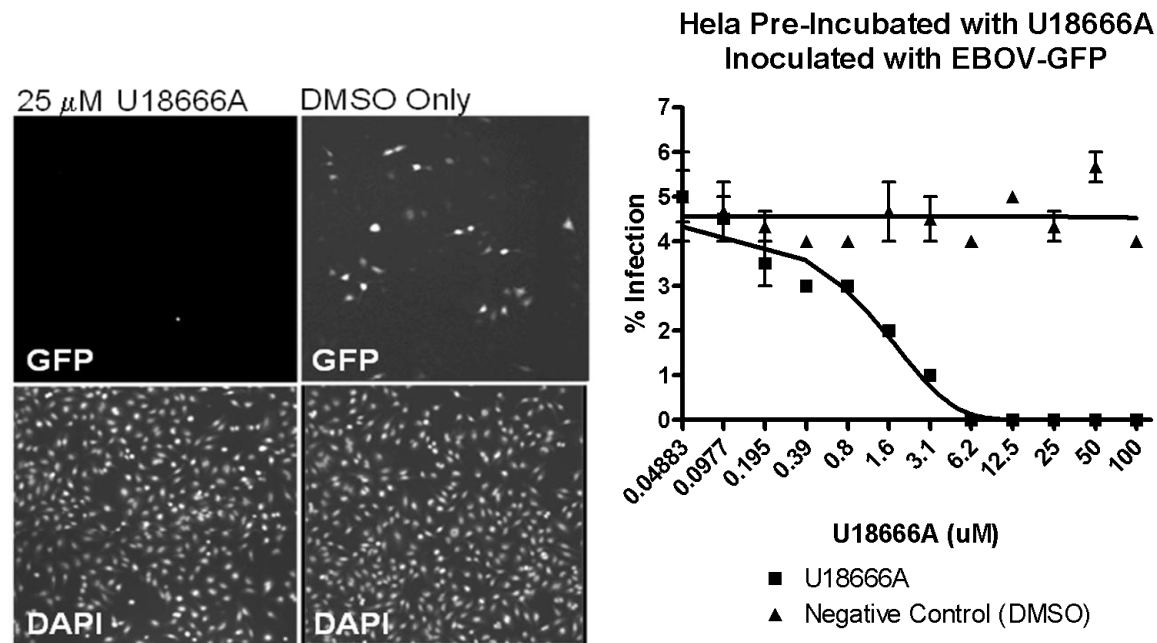 25 μM U18666A
DMSO Only
GFP
GFP
DAPI
DAPI
Hela Pre-Incubated with U18666A
Inoculated with EBOV-GFP
% Infection
7
6
5
4
3
2
1
0
0.04883
0.0977
0.195
0.39
0.8
1.6
3.1
6.2
12.5
25
50
100
U18666A (uM)
U18666A
Negative Control (DMSO)